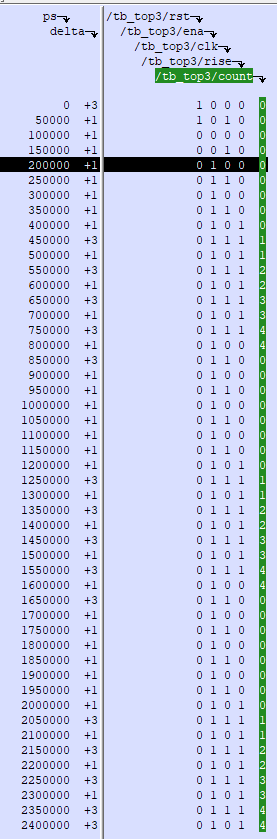 ps /tb_top3/rst
delta /tb_top3/ena
/tb_top3/clk
/tb_top3/rise
/tb_top3/count
0 +3 1 0 0 0 0
50000 +1 1 0 1 0 0
100000 +1 0 0 0 0 0
150000 +1 0 0 1 0 0
200000 +1 0 1 0 0 0
250000 +1 0 1 1 0 0
300000 +1 0 1 0 0 0
350000 +1 0 1 1 0 0
400000 +1 0 1 0 1 0
450000 +3 0 1 1 1 1
500000 +1 0 1 0 1 1
550000 +3 0 1 1 1 2
600000 +1 0 1 0 1 2
650000 +3 0 1 1 1 3
700000 +1 0 1 0 1 3
750000 +3 0 1 1 1 4
800000 +1 0 1 0 0 4
850000 +3 0 1 1 0 0
900000 +1 0 1 0 0 0
950000 +1 0 1 1 0 0
1000000 +1 0 1 0 0 0
1050000 +1 0 1 1 0 0
1100000 +1 0 1 0 0 0
1150000 +1 0 1 1 0 0
1200000 +1 0 1 0 1 0
1250000 +3 0 1 1 1 1
1300000 +1 0 1 0 1 1
1350000 +3 0 1 1 1 2
1400000 +1 0 1 0 1 2
1450000 +3 0 1 1 1 3
1500000 +1 0 1 0 1 3
1550000 +3 0 1 1 1 4
1600000 +1 0 1 0 0 4
1650000 +3 0 1 1 0 0
1700000 +1 0 1 0 0 0
1750000 +1 0 1 1 0 0
1800000 +1 0 1 0 0 0
1850000 +1 0 1 1 0 0
1900000 +1 0 1 0 0 0
1950000 +1 0 1 1 0 0
2000000 +1 0 1 0 1 0
2050000 +3 0 1 1 1 1
2100000 +1 0 1 0 1 1
2150000 +3 0 1 1 1 2
2200000 +1 0 1 0 1 2
2250000 +3 0 1 1 1 3
2300000 +1 0 1 0 1 3
2350000 +3 0 1 1 1 4
2400000 +3 0 1 0 1 4